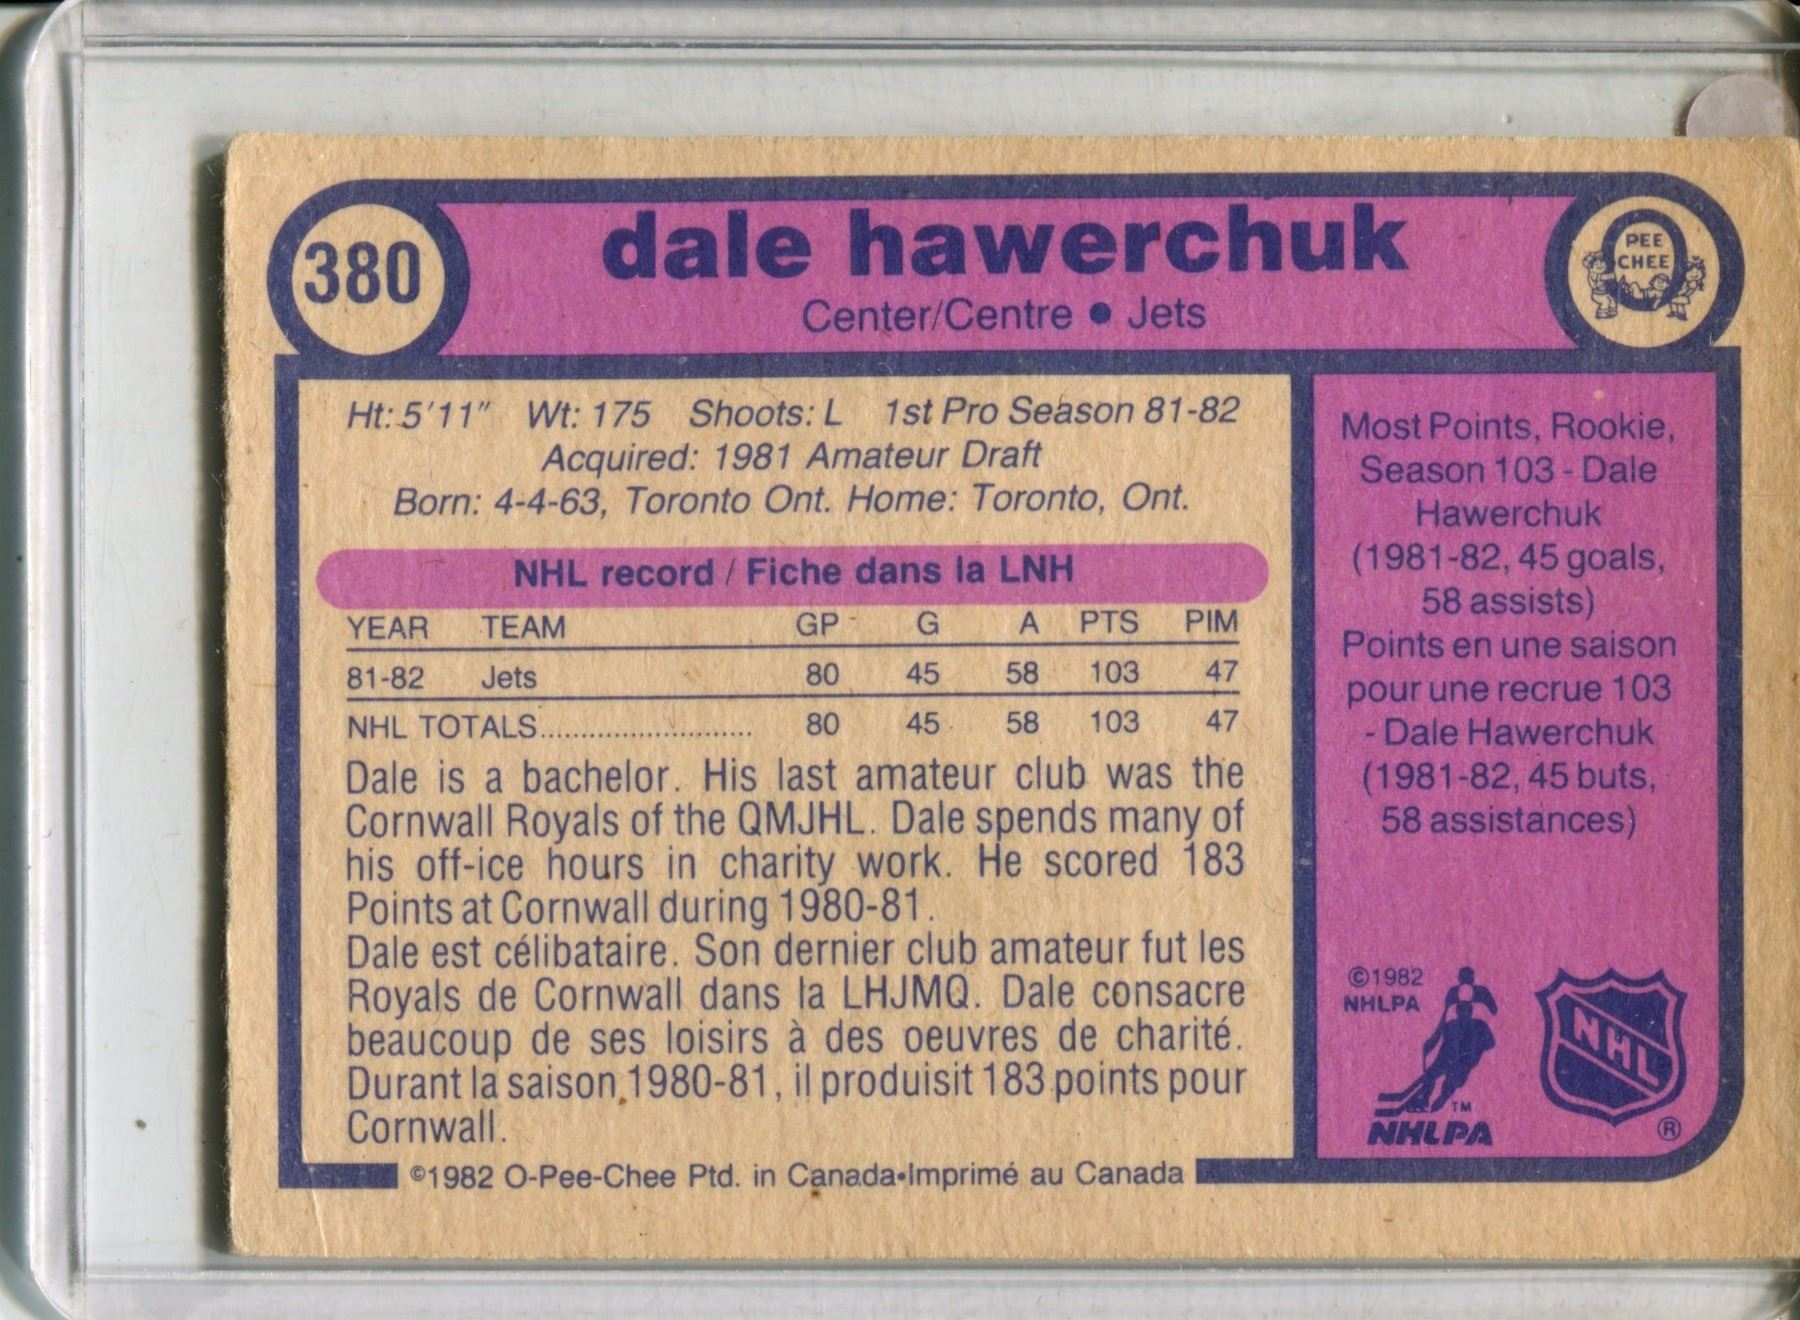 380
dale hawerchuk
Center/Centre • Jets
O
PEE
CHEE
Ht: 5'11" Wt: 175 Shoots: L 1st Pro Season 81-82
Acquired: 1981 Amateur Draft
Born: 4-4-63, Toronto Ont. Home: Toronto, Ont.
NHL record / Fiche dans la LNH
YEAR TEAM GP G A PTS PIM
81-82 Jets 80 45 58 103 47
NHL TOTALS.......................... 80 45 58 103 47
Dale is a bachelor. His last amateur club was the
Cornwall Royals of the QMJHL. Dale spends many of
his off-ice hours in charity work. He scored 183
Points at Cornwall during 1980-81.
Dale est célibataire. Son dernier club amateur fut les
Royals de Cornwall dans la LHJMQ. Dale consacre
beaucoup de ses loisirs à des oeuvres de charité.
Durant la saison 1980-81, il produisit 183 points pour
Cornwall.
©1982 O-Pee-Chee Ptd. in Canada•Imprimé au Canada
Most Points, Rookie,
Season 103 - Dale
Hawerchuk
(1981-82, 45 goals,
58 assists)
Points en une saison
pour une recrue 103
- Dale Hawerchuk
(1981-82, 45 buts,
58 assistances)
©1982
NHLPA
TM
NHLPA
NHL
®